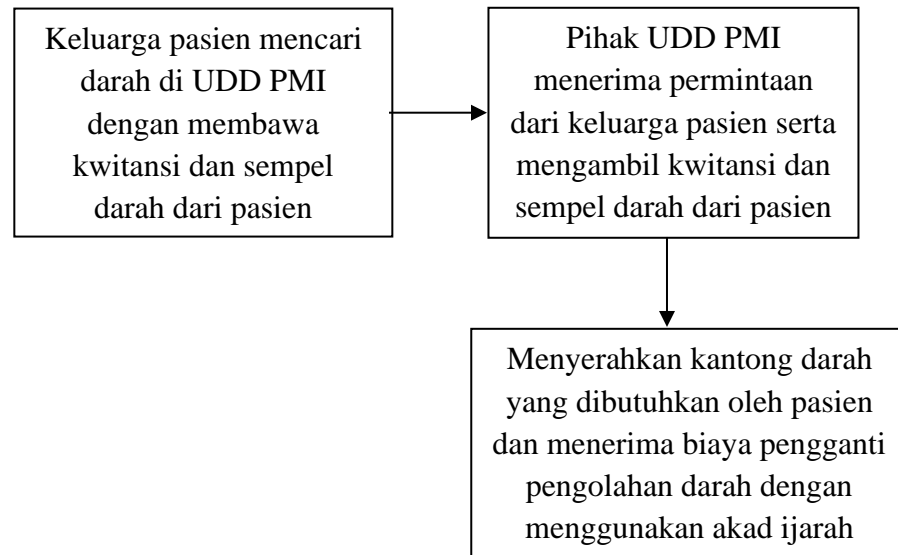 Keluarga pasien mencari
darah di UDD PMI
dengan membawa
kwitansi dan sempel
darah dari pasien
Pihak UDD PMI
menerima permintaan
dari keluarga pasien serta
mengambil kwitansi dan
sempel darah dari pasien
Menyerahkan kantong darah
yang dibutuhkan oleh pasien
dan menerima biaya pengganti
pengolahan darah dengan
menggunakan akad ijarah